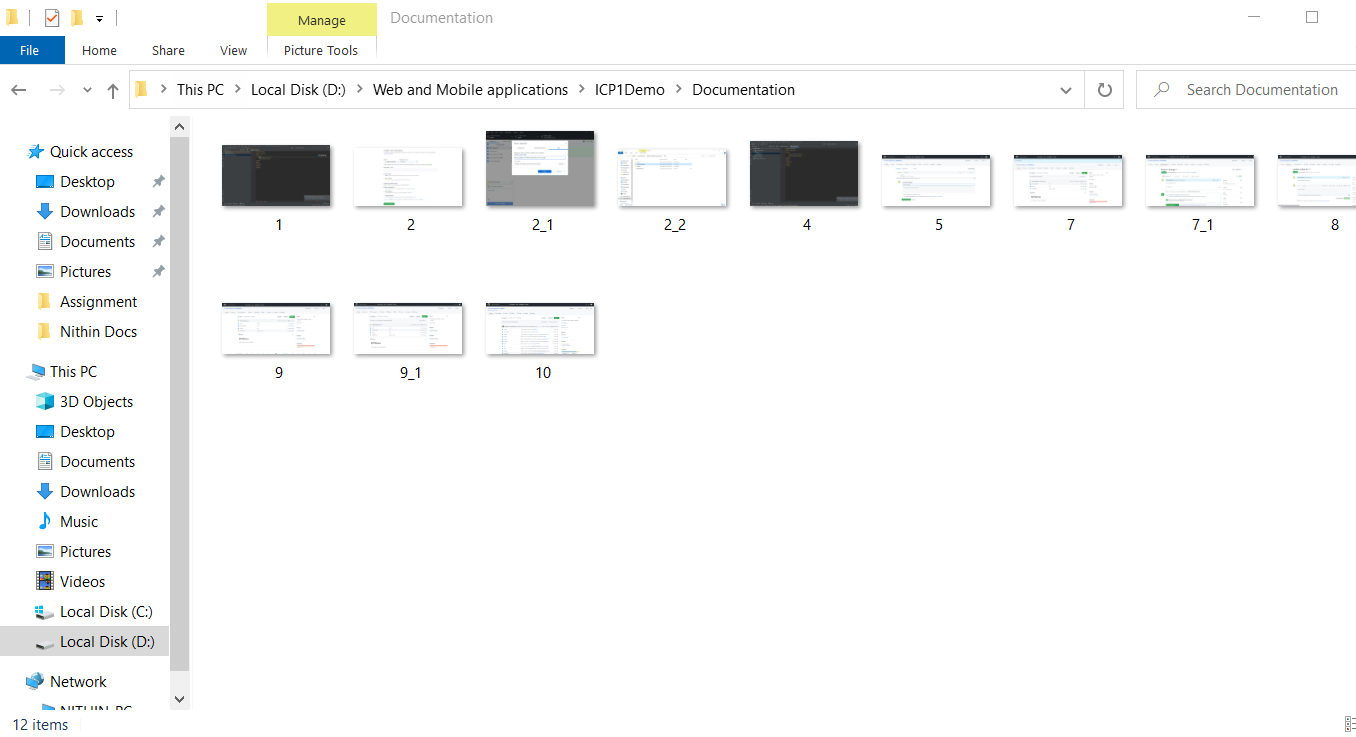 Manage
Documentation
File
Home
Share
View
Picture Tools
This PC
Local Disk (D:)
Web and Mobile applications
ICP1Demo
Documentation
Search Documentation
Quick access
Desktop
Downloads
Documents
Pictures
Assignment
Nithin Docs
This PC
3D Objects
Desktop
Documents
Downloads
Music
Pictures
Videos
Local Disk (C:)
Local Disk (D:)
Network
NITHIN-PC
1
2
2_1
2_2
4
5
7
7_1
8
9
9_1
10
12 items